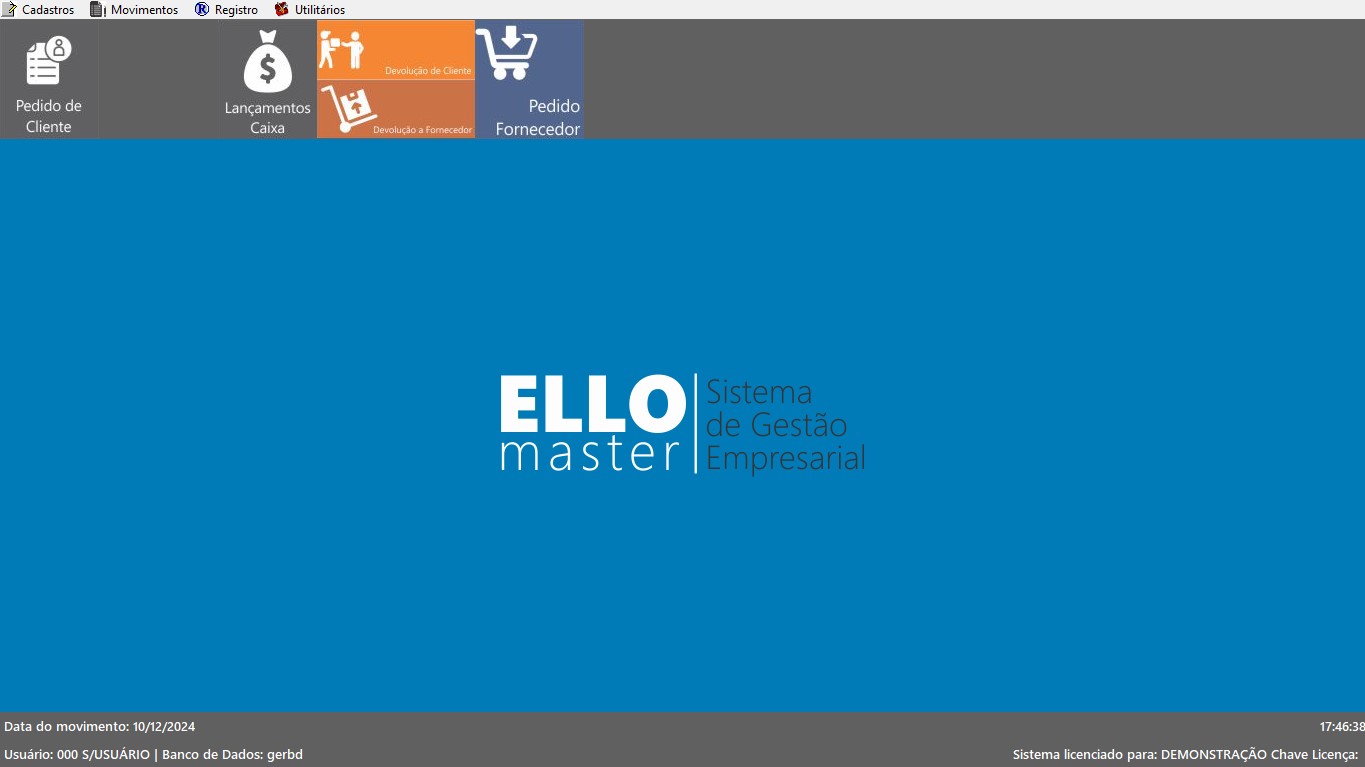 Cadastros
Movimentos
Registro
Utilitários
Pedido de
Cliente
Lançamentos
Caixa
Devolução de Cliente
Devolução a Fornecedor
Pedido
Fornecedor
ELLO
master
Sistema
de Gestão
Empresarial
Data do movimento: 10/12/2024
17:46:38
Usuário: 000 S/USUÁRIO | Banco de Dados: gerbd
Sistema licenciado para: DEMONSTRAÇÃO Chave Licença: